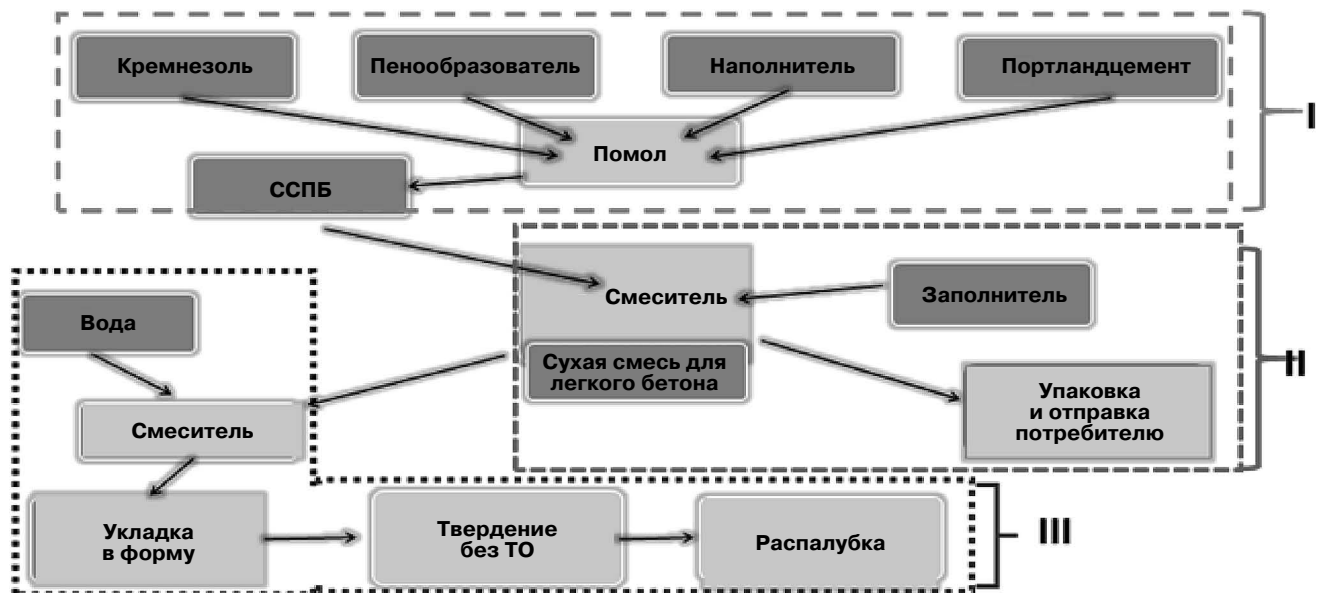 Кремнезоль
Пенообразователь
Наполнитель
Портландцемент
I
Помол
ССПБ
Смеситель
Заполнитель
II
Вода
Сухая смесь для
легкого бетона
Упаковка
и отправка
потребителю
Смеситель
Укладка
в форму
Твердение
без ТО
Распалубка
III